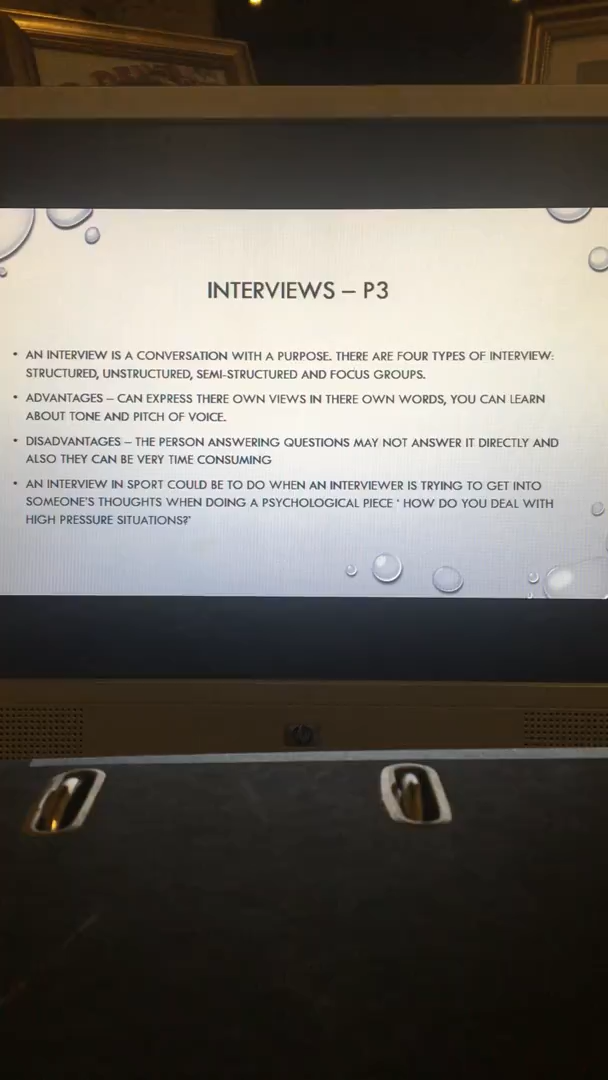 INTERVIEWS – P3
• AN INTERVIEW IS A CONVERSATION WITH A PURPOSE. THERE ARE FOUR TYPES OF INTERVIEW:
STRUCTURED, UNSTRUCTURED, SEMI-STRUCTURED AND FOCUS GROUPS.
• ADVANTAGES – CAN EXPRESS THERE OWN VIEWS IN THERE OWN WORDS, YOU CAN LEARN
ABOUT TONE AND PITCH OF VOICE.
• DISADVANTAGES – THE PERSON ANSWERING QUESTIONS MAY NOT ANSWER IT DIRECTLY AND
ALSO THEY CAN BE VERY TIME CONSUMING
• AN INTERVIEW IN SPORT COULD BE TO DO WHEN AN INTERVIEWER IS TRYING TO GET INTO
SOMEONE'S THOUGHTS WHEN DOING A PSYCHOLOGICAL PIECE ' HOW DO YOU DEAL WITH
HIGH PRESSURE SITUATIONS?'
hp